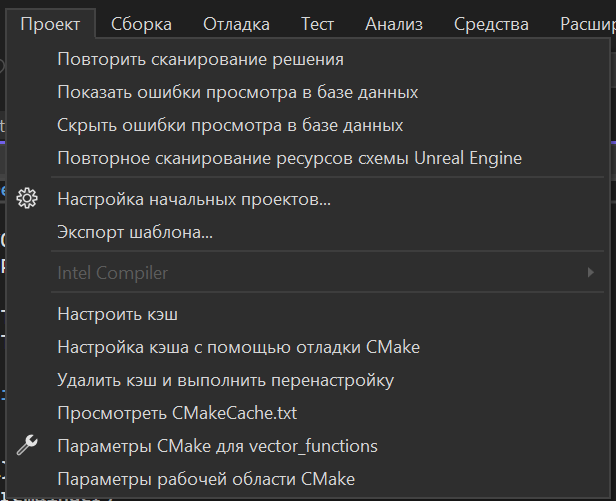 Проект Сборка Отладка Тест Анализ Средства
Повторить сканирование решения
Показать ошибки просмотра в базе данных
Скрыть ошибки просмотра в базе данных
Повторное сканирование ресурсов схемы Unreal Engine
Настройка начальных проектов...
Экспорт шаблона...
Intel Compiler
Настроить кэш
Настройка кэша с помощью отладки CMake
Удалить кэш и выполнить перенастройку
Просмотреть CMakeCache.txt
Параметры CMake для vector_functions
Параметры рабочей области CMake